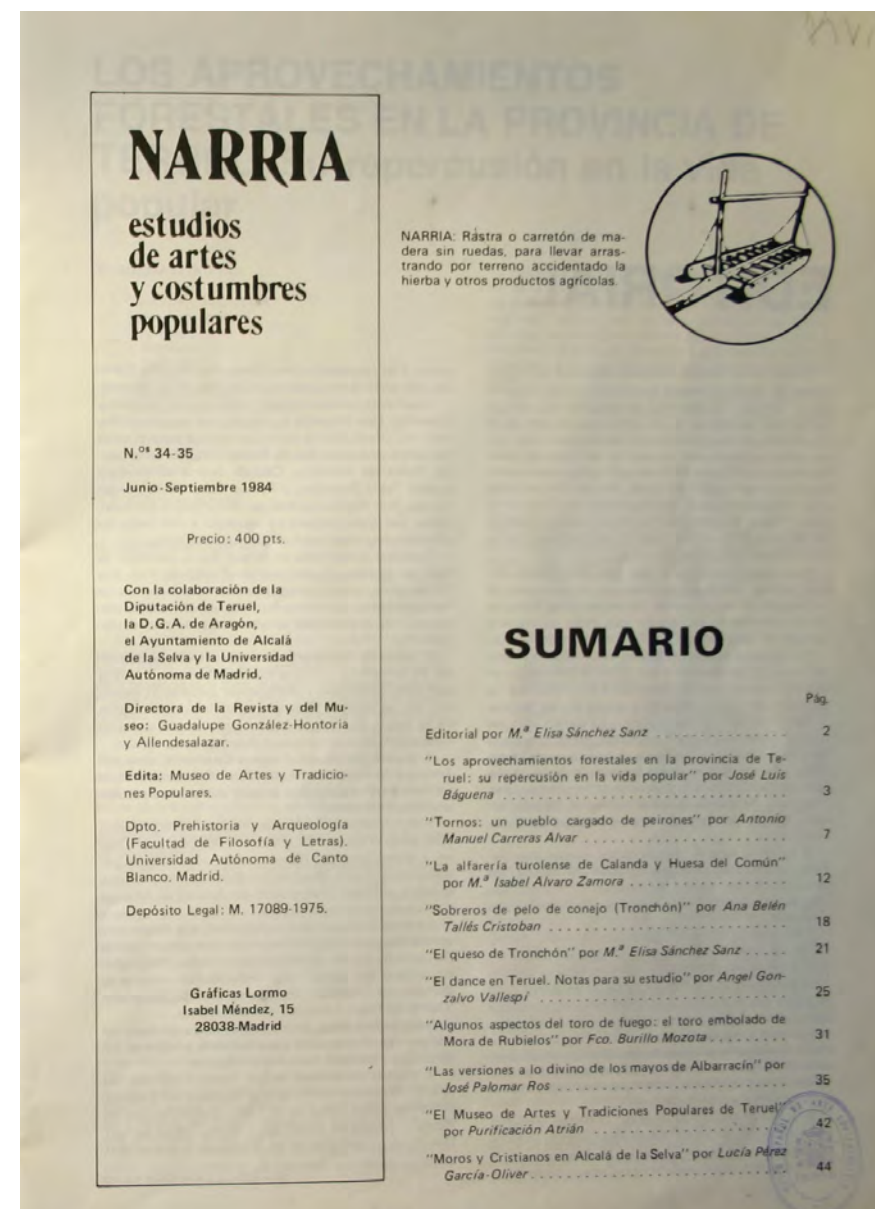 NARRIA
estudios
de artes
y costumbres
populares
N.os 34-35
Junio-Septiembre 1984
Precio: 400 pts.
Con la colaboración de la
Diputación de Teruel,
la D.G.A. de Aragón,
el Ayuntamiento de Alcalá
de la Selva y la Universidad
Autónoma de Madrid.
Directora de la Revista y del Mu-
seo: Guadalupe González-Hontoria
y Allendesalazar.
Edita: Museo de Artes y Tradicio-
nes Populares.
Dpto. Prehistoria y Arqueología
(Facultad de Filosofía y Letras).
Universidad Autónoma de Canto
Blanco. Madrid.
Depósito Legal: M. 17089-1975.
Gráficas Lormo
Isabel Méndez, 15
28038-Madrid
NARRIA: Rastra o carretón de ma-
dera sin ruedas, para llevar arras-
trando por terreno accidentado la
hierba y otros productos agrícolas.
SUMARIO
Pág.
Editorial por M.ª Elisa Sánchez Sanz . . . . . . . . . . . . . . . 2
"Los aprovechamientos forestales en la provincia de Te-
ruel: su repercusión en la vida popular" por José Luis
Báguena . . . . . . . . . . . . . . . . . . . . . . . . . . . . . . . . 3
"Tornos: un pueblo cargado de peirones" por Antonio
Manuel Carreras Alvar . . . . . . . . . . . . . . . . . . . . . . . 7
"La alfarería turolense de Calanda y Huesa del Común"
por M.ª Isabel Alvaro Zamora . . . . . . . . . . . . . . . . . . 12
"Sobreros de pelo de conejo (Tronchón)" por Ana Belén
Tallés Cristoban . . . . . . . . . . . . . . . . . . . . . . . . . . . 18
"El queso de Tronchón" por M.ª Elisa Sánchez Sanz . . . . . 21
"El dance en Teruel. Notas para su estudio" por Angel Gon-
zalvo Vallespí . . . . . . . . . . . . . . . . . . . . . . . . . . . . 25
"Algunos aspectos del toro de fuego: el toro embolado de
Mora de Rubielos" por Fco. Burillo Mozota . . . . . . . . . 31
"Las versiones a lo divino de los mayos de Albarracín" por
José Palomar Ros . . . . . . . . . . . . . . . . . . . . . . . . . . 35
"El Museo de Artes y Tradiciones Populares de Teruel"
por Purificación Atrián . . . . . . . . . . . . . . . . . . . . . . 42
"Moros y Cristianos en Alcalá de la Selva" por Lucía Pérez
García-Oliver . . . . . . . . . . . . . . . . . . . . . . . . . . . . . 44